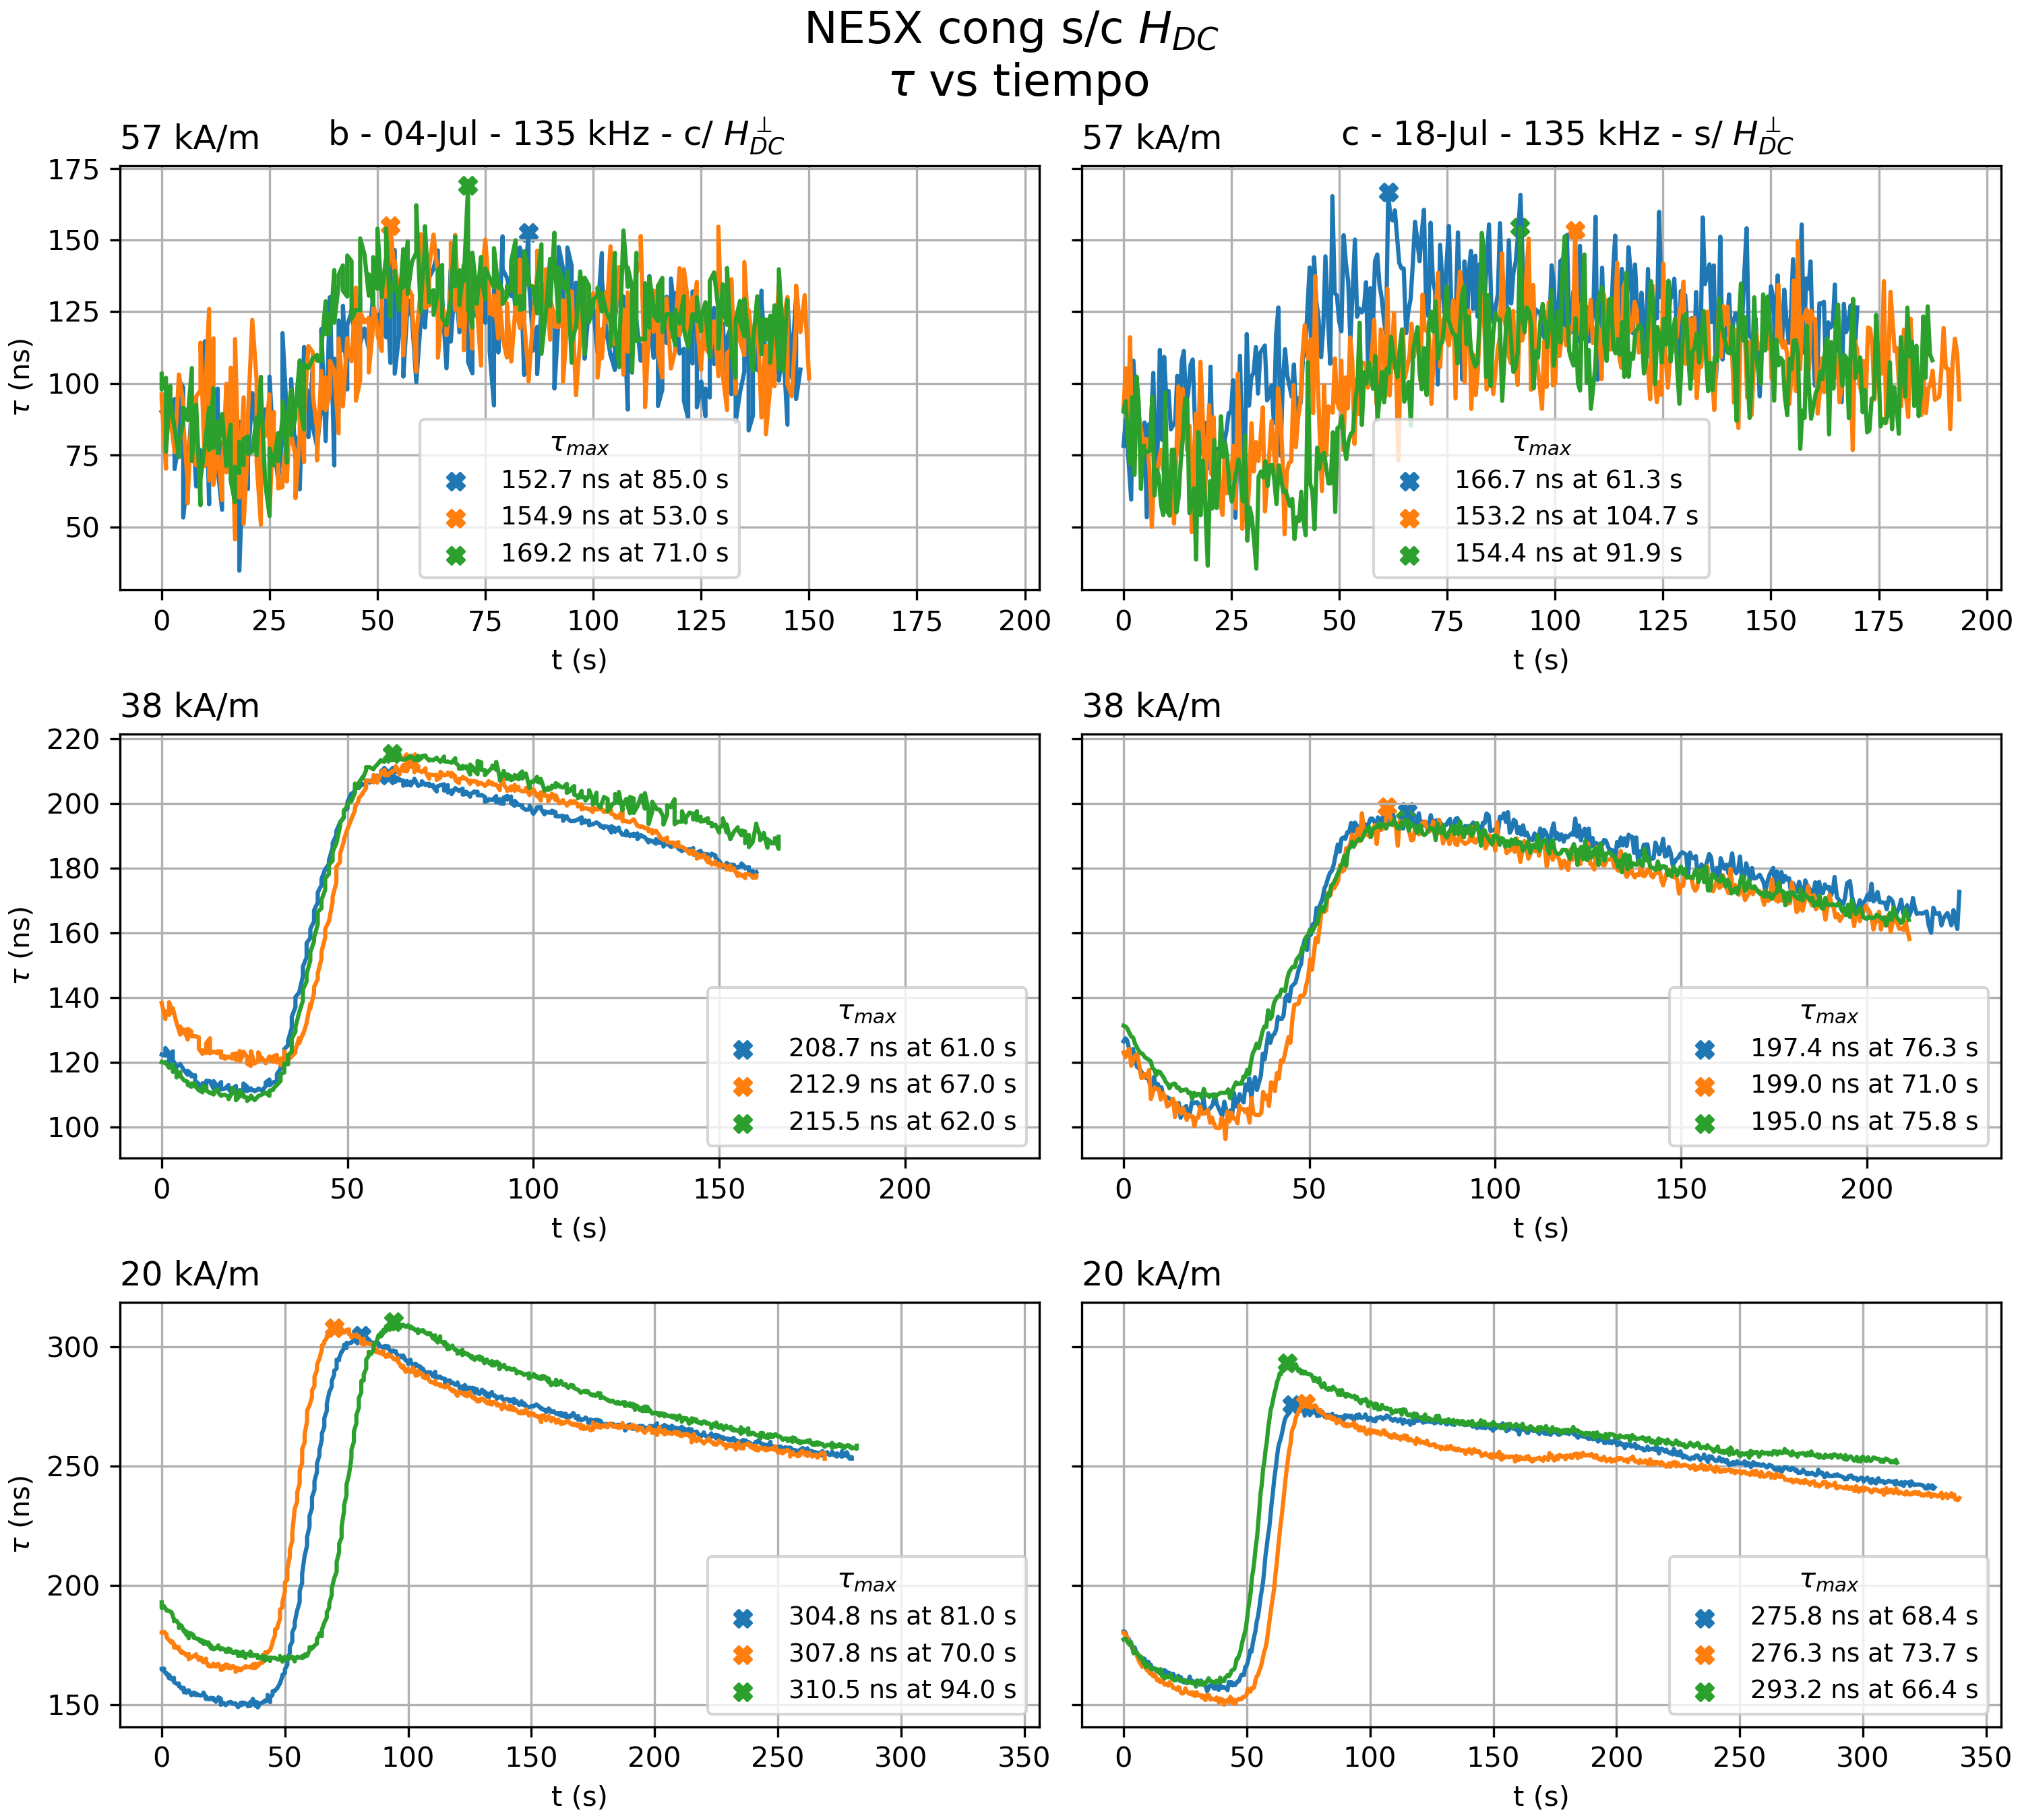 NE5X cong s/c H_DC
τ vs tiempo
57 kA/m b - 04-Jul - 135 kHz - c/ H_DC^⊥
175
150
125
100
75
50
τ (ns)
τ_max
152.7 ns at 85.0 s
154.9 ns at 53.0 s
169.2 ns at 71.0 s
0 25 50 75 100 125 150 175 200
t (s)
57 kA/m c - 18-Jul - 135 kHz - s/ H_DC^⊥
τ_max
166.7 ns at 61.3 s
153.2 ns at 104.7 s
154.4 ns at 91.9 s
0 25 50 75 100 125 150 175 200
t (s)
38 kA/m
220
200
180
160
140
120
100
τ (ns)
τ_max
208.7 ns at 61.0 s
212.9 ns at 67.0 s
215.5 ns at 62.0 s
0 50 100 150 200
t (s)
38 kA/m
τ_max
197.4 ns at 76.3 s
199.0 ns at 71.0 s
195.0 ns at 75.8 s
0 50 100 150 200
t (s)
20 kA/m
300
250
200
150
τ (ns)
τ_max
304.8 ns at 81.0 s
307.8 ns at 70.0 s
310.5 ns at 94.0 s
0 50 100 150 200 250 300 350
t (s)
20 kA/m
τ_max
275.8 ns at 68.4 s
276.3 ns at 73.7 s
293.2 ns at 66.4 s
0 50 100 150 200 250 300 350
t (s)